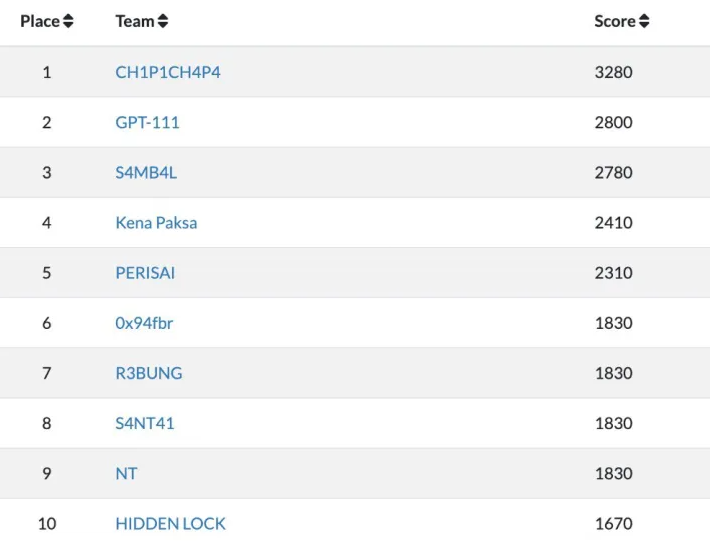 Place Team Score
1 CH1P1CH4P4 3280
2 GPT-111 2800
3 S4MB4L 2780
4 Kena Paksa 2410
5 PERISAI 2310
6 0x94fbr 1830
7 R3BUNG 1830
8 S4NT41 1830
9 NT 1830
10 HIDDEN LOCK 1670